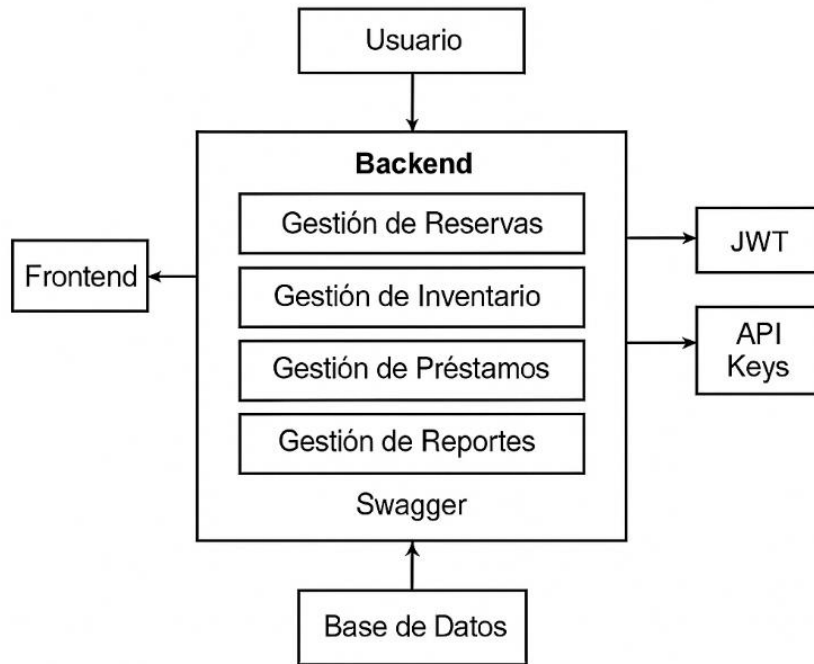 Usuario
Backend
Gestión de Reservas
Gestión de Inventario
Gestión de Préstamos
Gestión de Reportes
Swagger
Frontend
JWT
API
Keys
Base de Datos